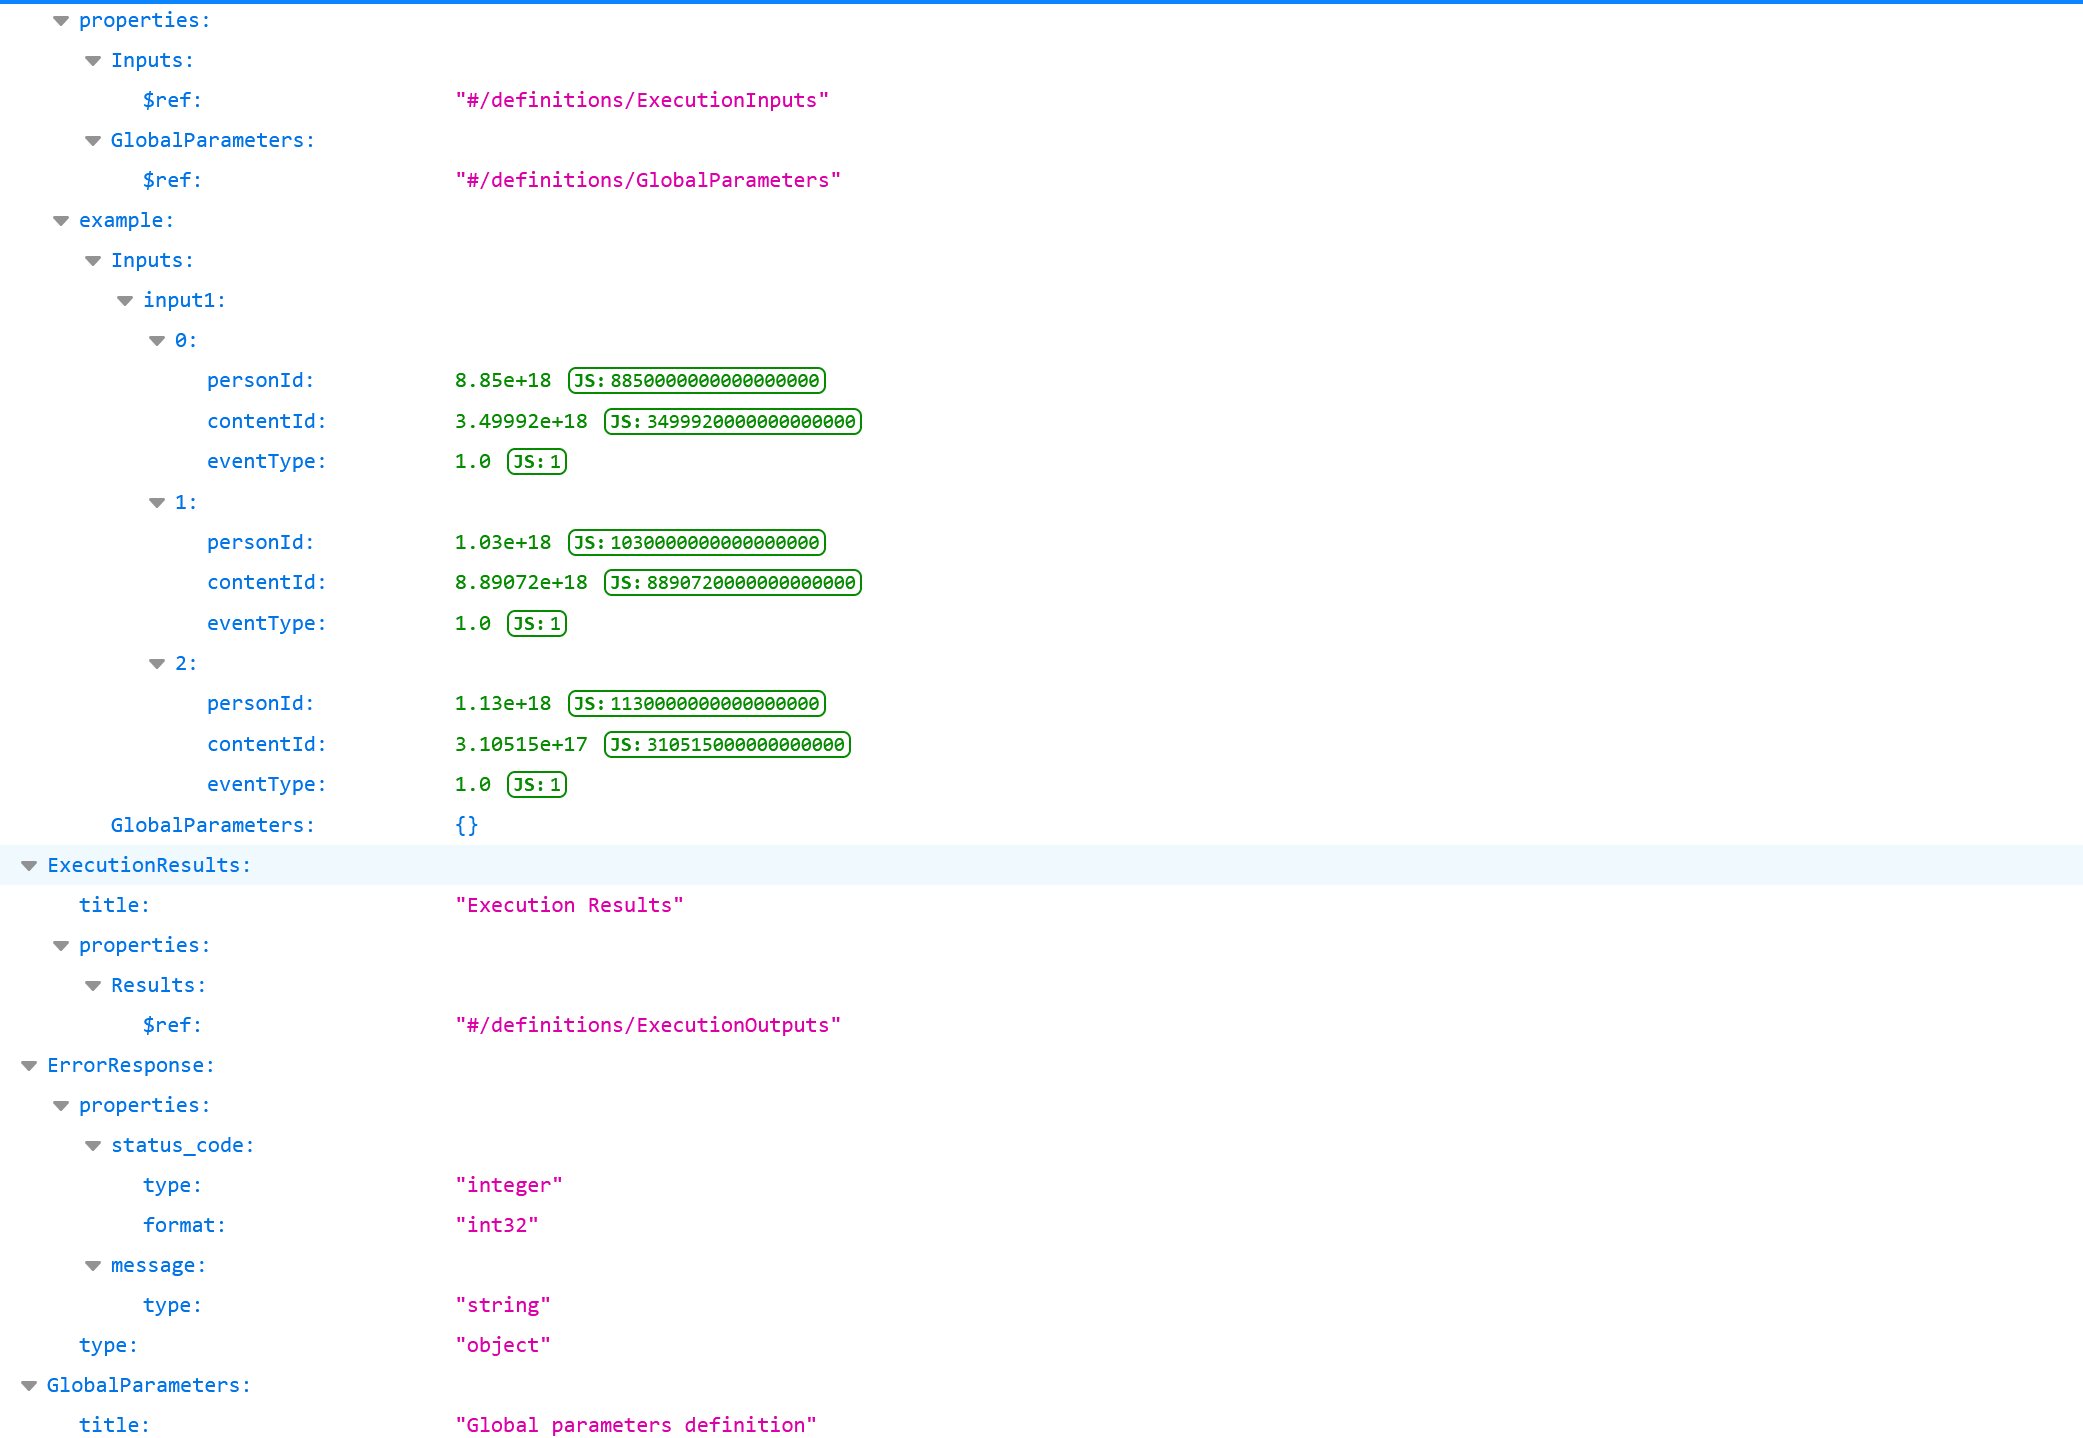 properties:
Inputs:
$ref: "#/definitions/ExecutionInputs"
GlobalParameters:
$ref: "#/definitions/GlobalParameters"
example:
Inputs:
input1:
0:
personId: 8.85e+18 JS: 8850000000000000000
contentId: 3.49992e+18 JS: 3499920000000000000
eventType: 1.0 JS: 1
1:
personId: 1.03e+18 JS: 1030000000000000000
contentId: 8.89072e+18 JS: 8890720000000000000
eventType: 1.0 JS: 1
2:
personId: 1.13e+18 JS: 1130000000000000000
contentId: 3.10515e+17 JS: 310515000000000000
eventType: 1.0 JS: 1
GlobalParameters: {}
ExecutionResults:
title: "Execution Results"
properties:
Results:
$ref: "#/definitions/ExecutionOutputs"
ErrorResponse:
properties:
status_code:
type: "integer"
format: "int32"
message:
type: "string"
type: "object"
GlobalParameters:
title: "Global parameters definition"